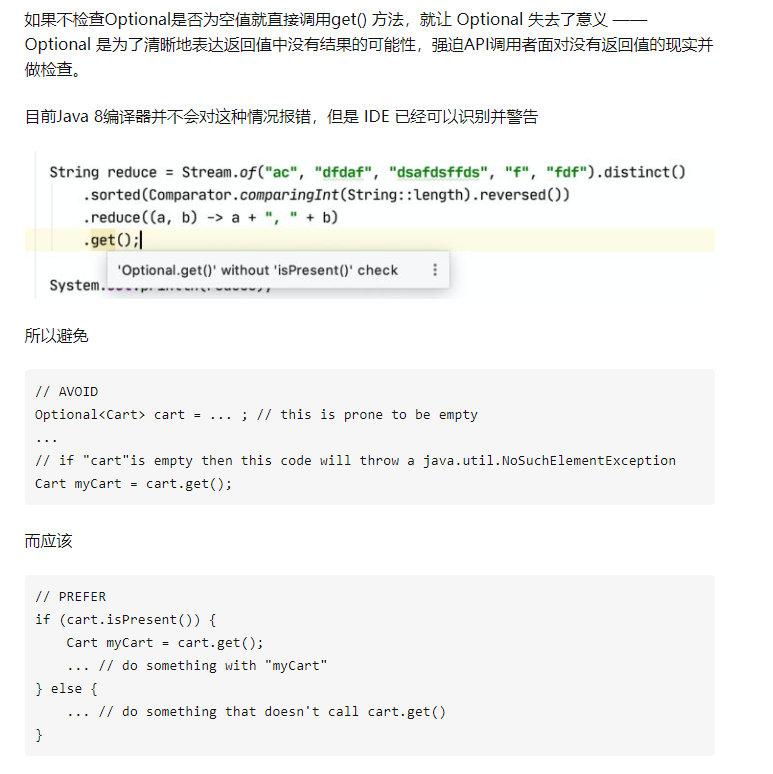 如果不检查Optional是否为空值就直接调用get() 方法，就让 Optional 失去了意义 ——
Optional 是为了清晰地表达返回值中没有结果的可能性，强迫API调用者面对没有返回值的现实并
做检查。
目前Java 8编译器并不会对这种情况报错，但是 IDE 已经可以识别并警告
String reduce = Stream.of("ac", "dfdaf", "dsafdsffds", "f", "fdf").distinct()
.sorted(Comparator.comparingInt(String::length).reversed())
.reduce((a, b) -> a + ", " + b)
.get();
'Optional.get()' without 'isPresent()' check
System.
所以避免
// AVOID
Optional<Cart> cart = ... ; // this is prone to be empty
...
// if "cart"is empty then this code will throw a java.util.NoSuchElementException
Cart myCart = cart.get();
而应该
// PREFER
if (cart.isPresent()) {
    Cart myCart = cart.get();
    ... // do something with "myCart"
} else {
    ... // do something that doesn't call cart.get()
}